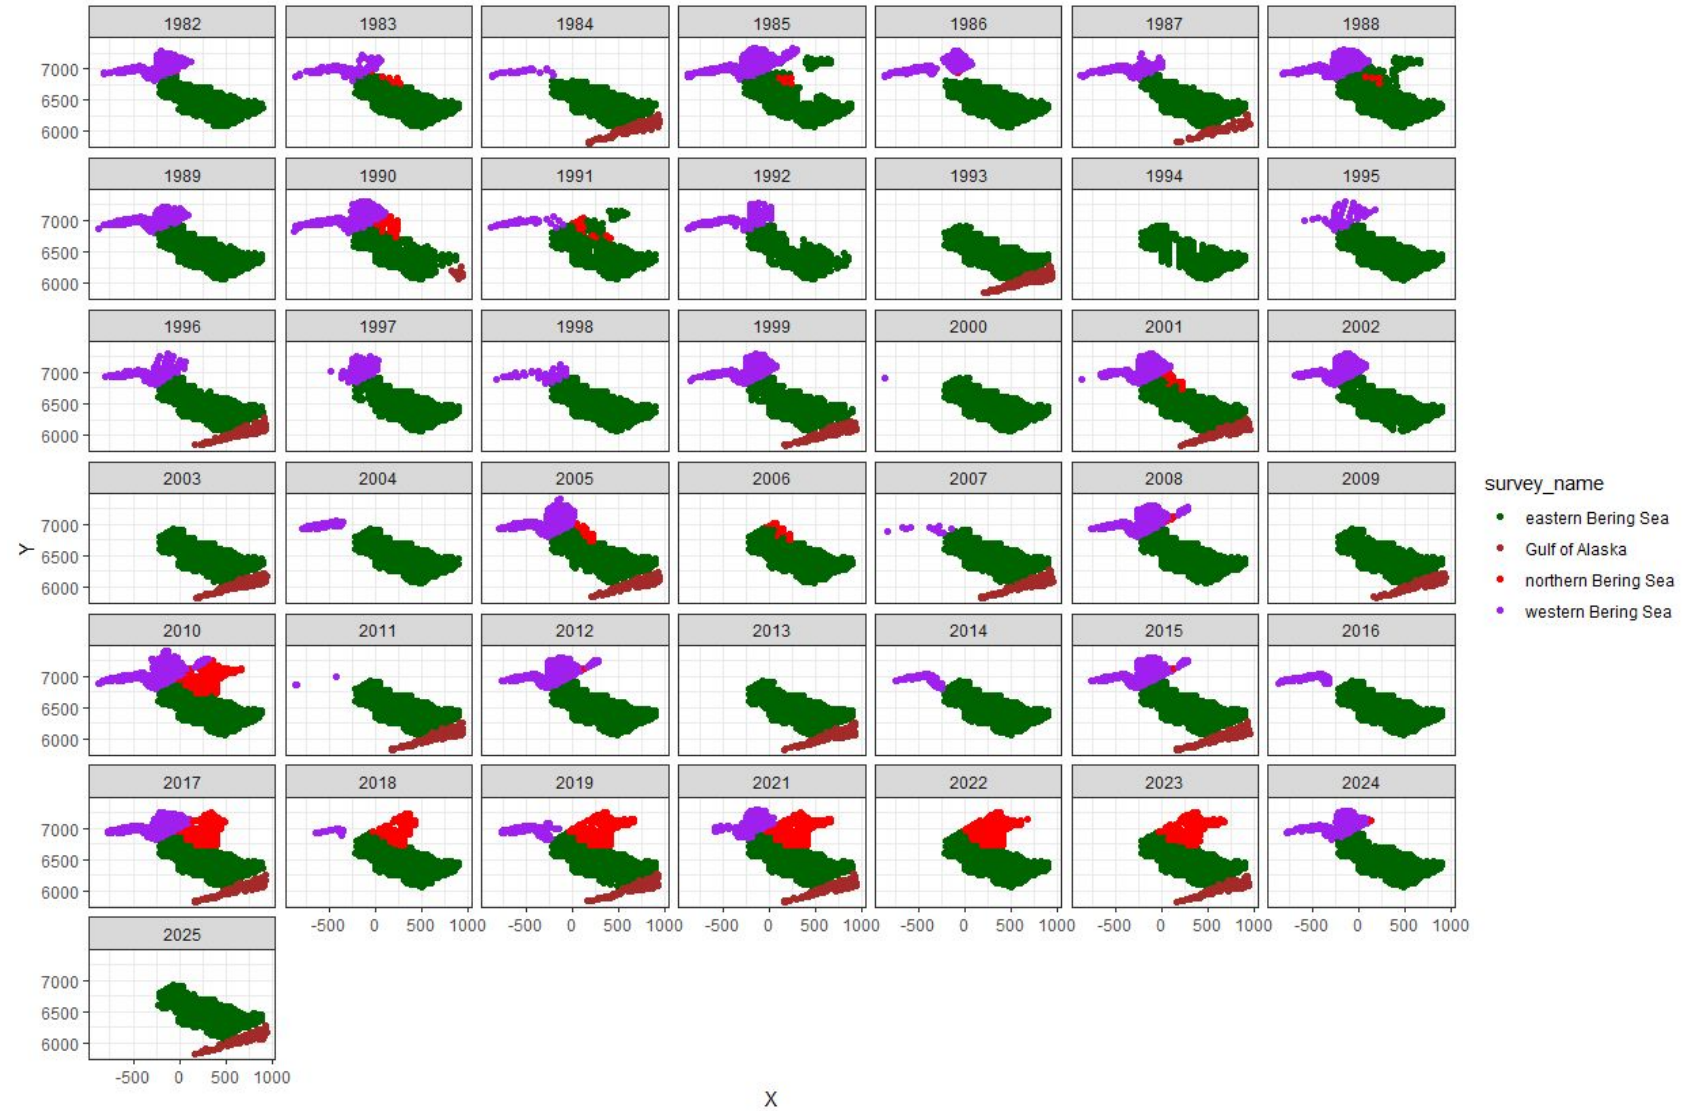 1982 1983 1984 1985 1986 1987 1988
7000
6500
6000
1989 1990 1991 1992 1993 1994 1995
7000
6500
6000
1996 1997 1998 1999 2000 2001 2002
7000
6500
6000
2003 2004 2005 2006 2007 2008 2009
7000
6500
6000
Y
survey_name
eastern Bering Sea
Gulf of Alaska
northern Bering Sea
western Bering Sea
2010 2011 2012 2013 2014 2015 2016
7000
6500
6000
2017 2018 2019 2021 2022 2023 2024
7000
6500
6000
-500 0 500 1000 -500 0 500 1000 -500 0 500 1000 -500 0 500 1000 -500 0 500 1000 -500 0 500 1000
2025
7000
6500
6000
-500 0 500 1000
X